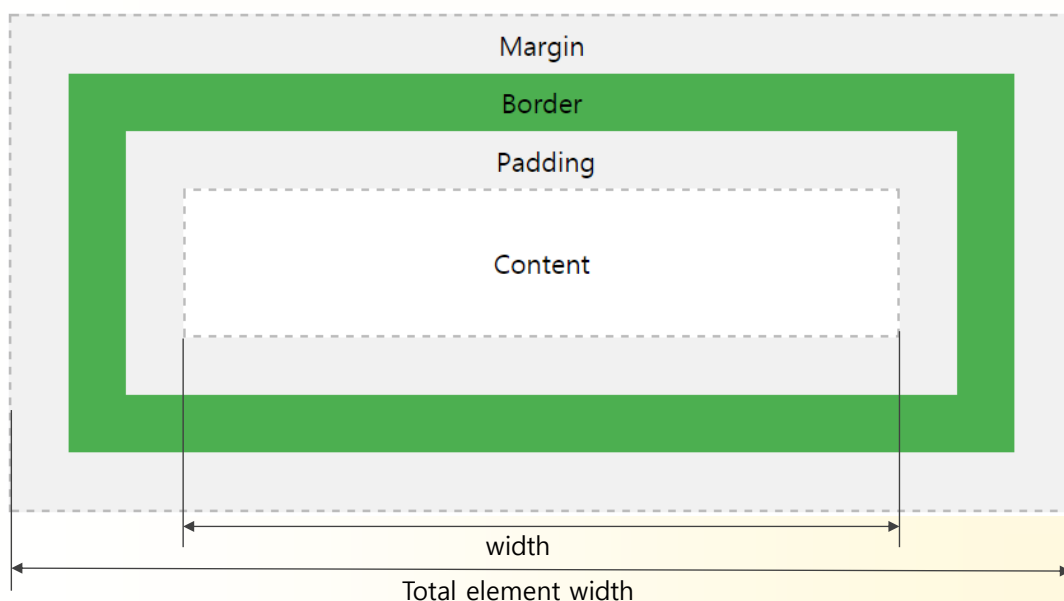 Margin
Border
Padding
Content
width
Total element width